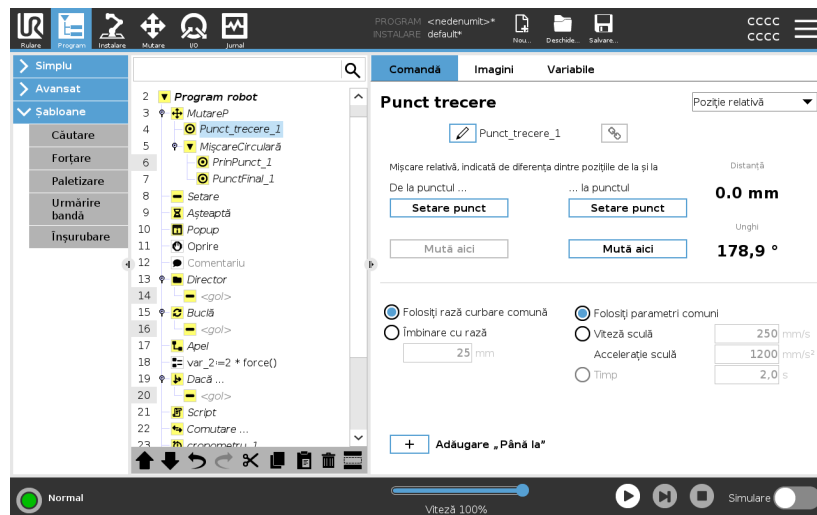 PROGRAM <nedenumit>*
INSTALARE default*
CCCC
CCCC
Rulare Program Instalare Mutare I/O Jurnal Nou... Deschide... Salvare...
Simplu
Avansat
Șabloane
Căutare
Forțare
Paletizare
Urmărire bandă
Înșurubare
2 Program robot
3 MutareP
4 Punct_trecere_1
5 MișcareCirculară
6 PrinPunct_1
7 PunctFinal_1
8 Setare
9 Așteaptă
10 Popup
11 Oprire
12 Comentariu
13 Director
14 <gol>
15 Buclă
16 <gol>
17 Apel
18 var_2≔2 * force()
19 Dacă ...
20 <gol>
21 Script
22 Comutare ...
23 cronometru_1
Comandă Imagini Variabile
Punct trecere
Poziție relativă
Punct_trecere_1
Mișcare relativă, indicată de diferența dintre pozițiile de la și la
Distanță
De la punctul ... ... la punctul
0.0 mm
Setare punct Setare punct
Unghi
Mută aici Mută aici
178,9 °
Folosiți rază curbare comună
Îmbinare cu rază
25 mm
Folosiți parametri comuni
Viteză sculă 250 mm/s
Accelerație sculă 1200 mm/s²
Timp 2,0 s
+ Adăugare „Până la”
Normal
Viteză 100%
Simulare